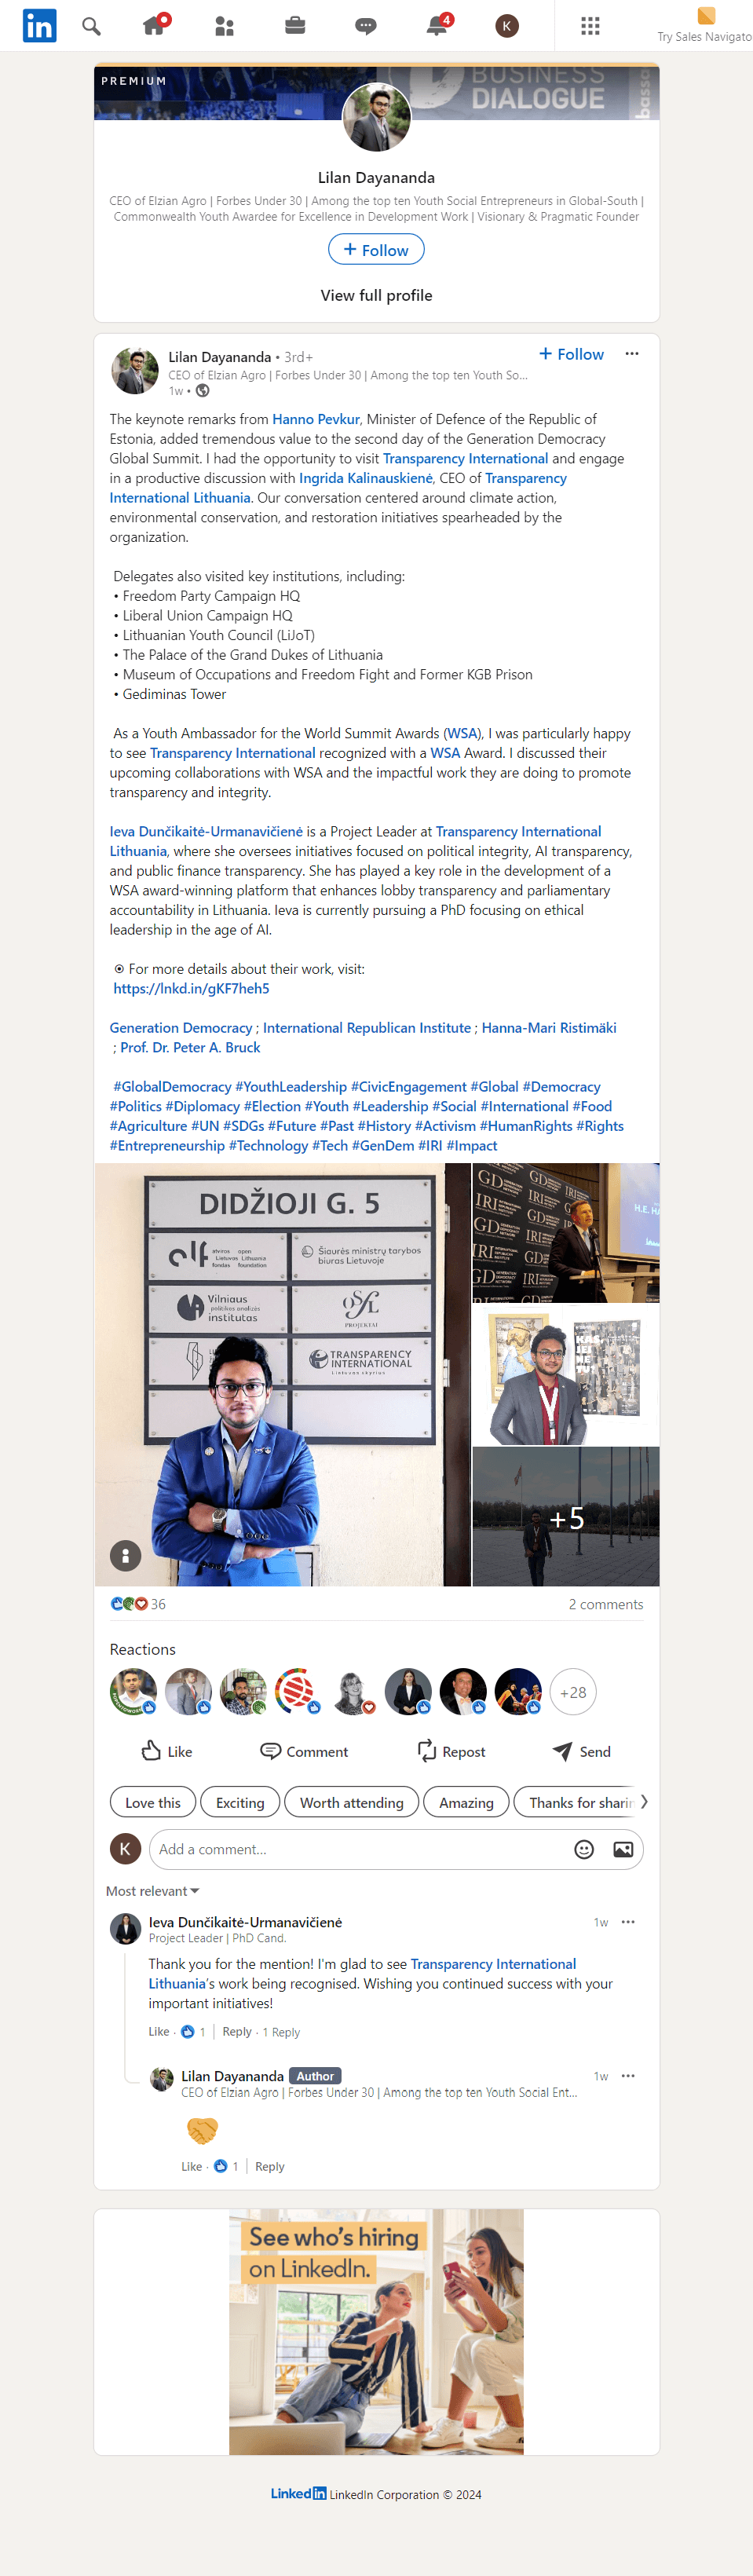 in
4
K
Try Sales Navigato
PREMIUM
BUSINESS
DIALOGUE
bassa
Lilan Dayananda
CEO of Elzian Agro | Forbes Under 30 | Among the top ten Youth Social Entrepreneurs in Global-South |
Commonwealth Youth Awardee for Excellence in Development Work | Visionary & Pragmatic Founder
+ Follow
View full profile
Lilan Dayananda • 3rd+
+ Follow
CEO of Elzian Agro | Forbes Under 30 | Among the top ten Youth So...
1w •
The keynote remarks from Hanno Pevkur, Minister of Defence of the Republic of
Estonia, added tremendous value to the second day of the Generation Democracy
Global Summit. I had the opportunity to visit Transparency International and engage
in a productive discussion with Ingrida Kalinauskienė, CEO of Transparency
International Lithuania. Our conversation centered around climate action,
environmental conservation, and restoration initiatives spearheaded by the
organization.
Delegates also visited key institutions, including:
• Freedom Party Campaign HQ
• Liberal Union Campaign HQ
• Lithuanian Youth Council (LiJoT)
• The Palace of the Grand Dukes of Lithuania
• Museum of Occupations and Freedom Fight and Former KGB Prison
• Gediminas Tower
As a Youth Ambassador for the World Summit Awards (WSA), I was particularly happy
to see Transparency International recognized with a WSA Award. I discussed their
upcoming collaborations with WSA and the impactful work they are doing to promote
transparency and integrity.
Ieva Dunčikaitė-Urmanavičienė is a Project Leader at Transparency International
Lithuania, where she oversees initiatives focused on political integrity, AI transparency,
and public finance transparency. She has played a key role in the development of a
WSA award-winning platform that enhances lobby transparency and parliamentary
accountability in Lithuania. Ieva is currently pursuing a PhD focusing on ethical
leadership in the age of AI.
⦿ For more details about their work, visit:
https://lnkd.in/gKF7heh5
Generation Democracy ; International Republican Institute ; Hanna-Mari Ristimäki
; Prof. Dr. Peter A. Bruck
#GlobalDemocracy #YouthLeadership #CivicEngagement #Global #Democracy
#Politics #Diplomacy #Election #Youth #Leadership #Social #International #Food
#Agriculture #UN #SDGs #Future #Past #History #Activism #HumanRights #Rights
#Entrepreneurship #Technology #Tech #GenDem #IRI #Impact
DIDŽIOJI G. 5
olf atviros Lietuvos fondas open Lithuania foundation
Šiaurės ministrų tarybos
biuras Lietuvoje
Vilniaus
politikos analizės
institutas
OSFL
PROJEKTAI
TRANSPARENCY
INTERNATIONAL
Lietuvos skyrius
GD
IRI
GD
IRI
GD
IRI
H.E. HA
KAS,
JEI
NE
TU?
+5
36
2 comments
Reactions
+28
Like
Comment
Repost
Send
Love this
Exciting
Worth attending
Amazing
Thanks for sharin
K
Add a comment...
Most relevant
Ieva Dunčikaitė-Urmanavičienė
1w
Project Leader | PhD Cand.
Thank you for the mention! I'm glad to see Transparency International
Lithuania's work being recognised. Wishing you continued success with your
important initiatives!
Like · 1 | Reply · 1 Reply
Lilan Dayananda Author
1w
CEO of Elzian Agro | Forbes Under 30 | Among the top ten Youth Social Ent...
Like · 1 | Reply
See who's hiring
on LinkedIn.
LinkedIn LinkedIn Corporation © 2024